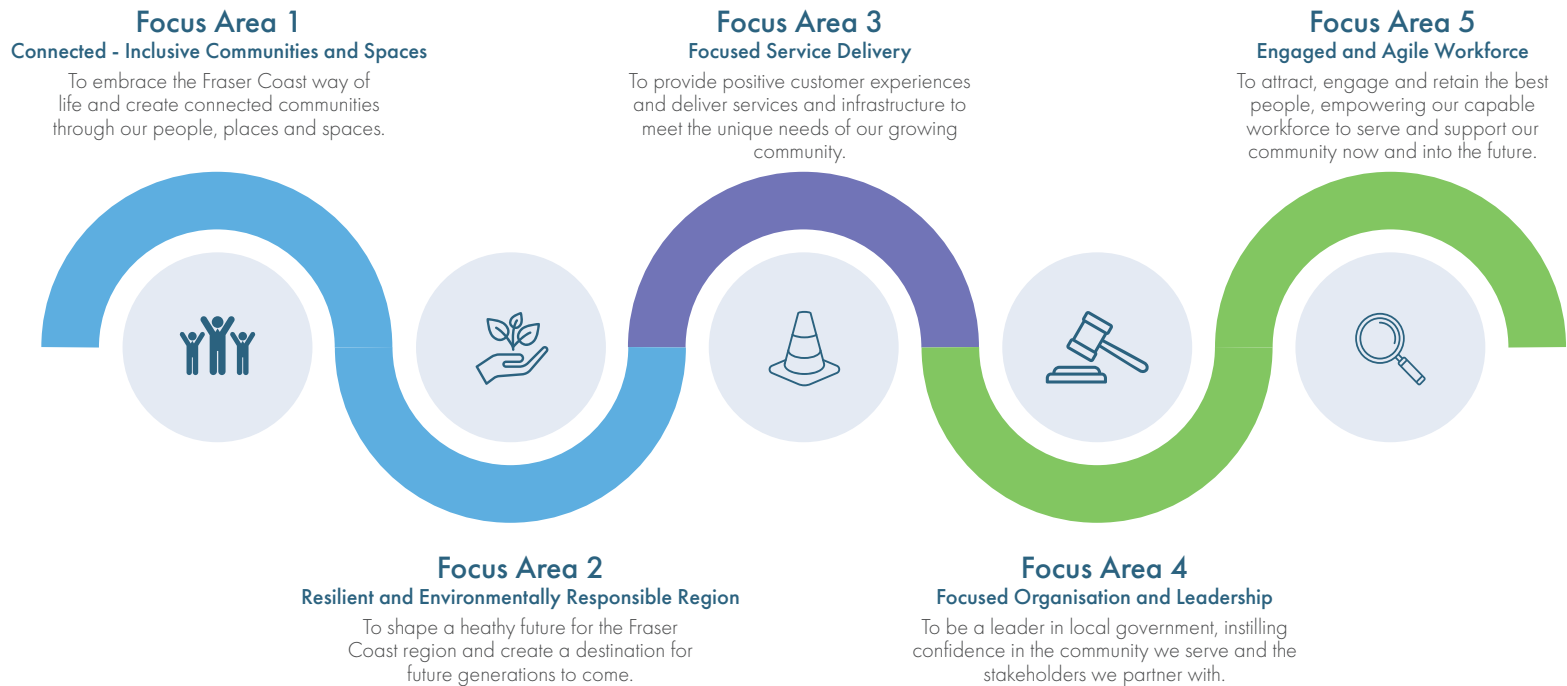 Focus Area 1
Connected - Inclusive Communities and Spaces
To embrace the Fraser Coast way of
life and create connected communities
through our people, places and spaces.
Focus Area 2
Resilient and Environmentally Responsible Region
To shape a heathy future for the Fraser
Coast region and create a destination for
future generations to come.
Focus Area 3
Focused Service Delivery
To provide positive customer experiences
and deliver services and infrastructure to
meet the unique needs of our growing
community.
Focus Area 4
Focused Organisation and Leadership
To be a leader in local government, instilling
confidence in the community we serve and the
stakeholders we partner with.
Focus Area 5
Engaged and Agile Workforce
To attract, engage and retain the best
people, empowering our capable
workforce to serve and support our
community now and into the future.